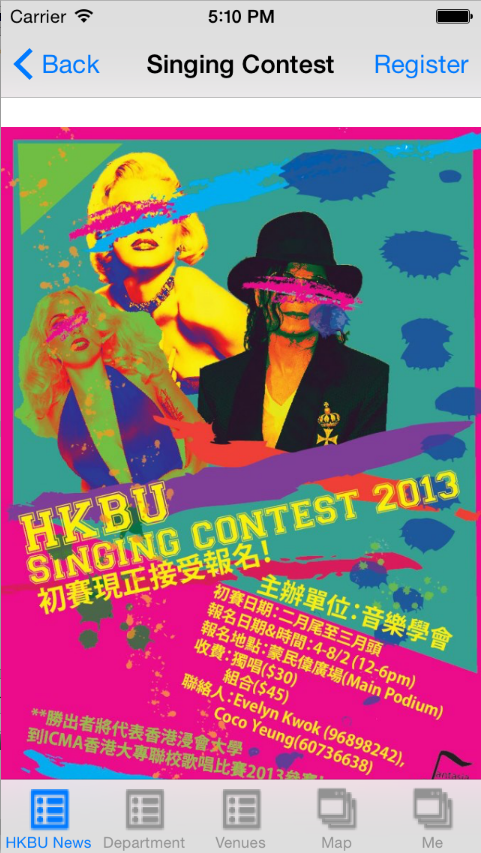 Carrier 5:10 PM
Back Singing Contest Register
HKBU
SINGING CONTEST 2013
初賽現正接受報名!
主辦單位：音樂學會
初賽日期：二月尾至三月頭
報名日期&時間：4-8/2 (12-6pm)
報名地點：蒙民偉廣場(Main Podium)
收費：獨唱($30)
組合($45)
聯絡人：Evelyn Kwok (96898242),
Coco Yeung(60736638)
**勝出者將代表香港浸會大學
到ICMA香港大專聯校歌唱比賽2013參賽!
HKBU News Department Venues Map Me